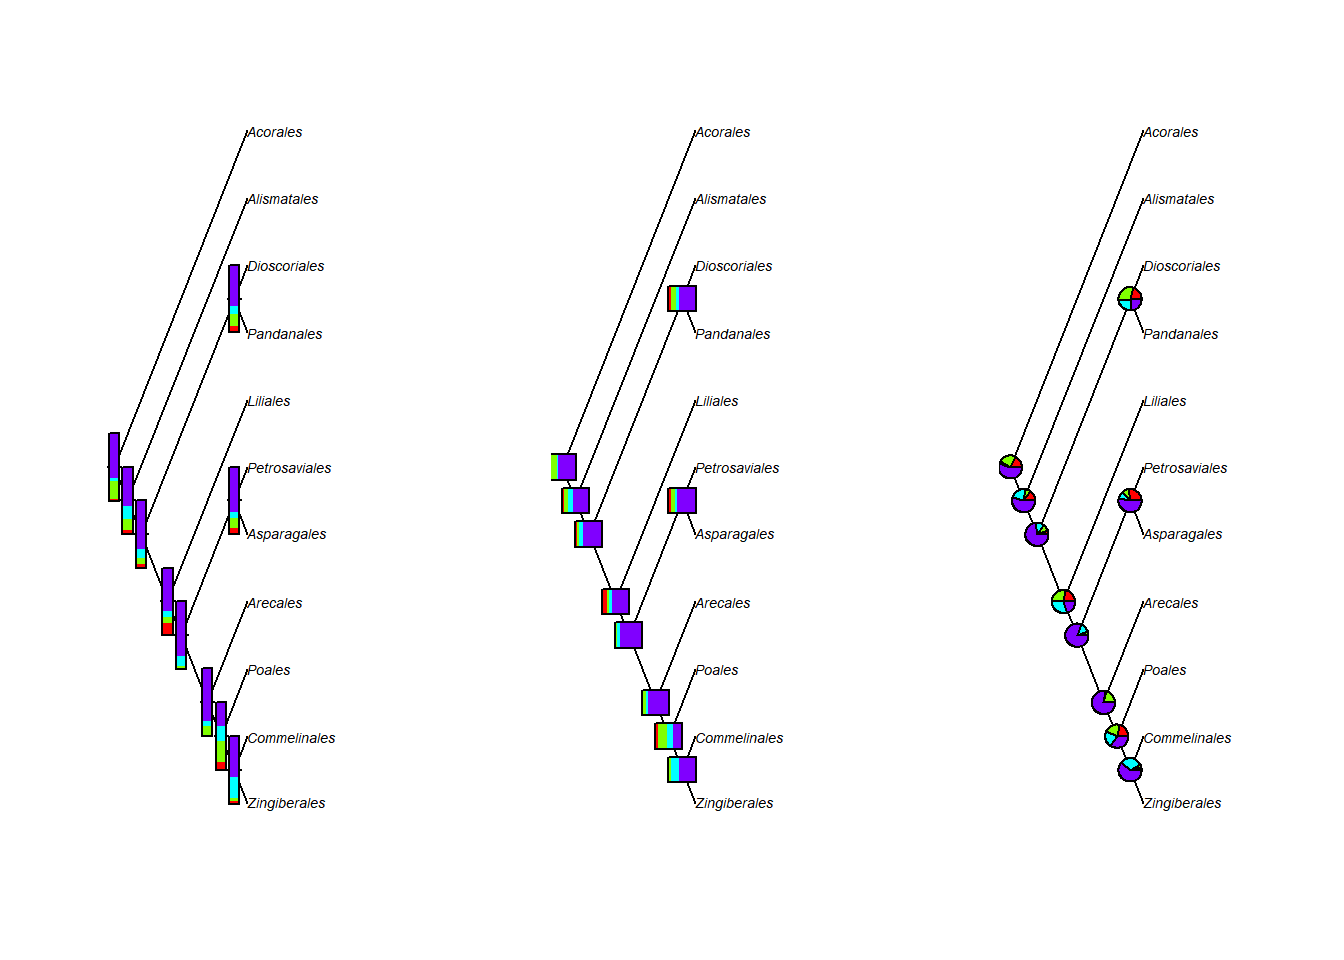 Acorales
Alismatales
Dioscoriales
Pandanales
Liliales
Petrosaviales
Asparagales
Arecales
Poales
Commelinales
Zingiberales
Acorales
Alismatales
Dioscoriales
Pandanales
Liliales
Petrosaviales
Asparagales
Arecales
Poales
Commelinales
Zingiberales
Acorales
Alismatales
Dioscoriales
Pandanales
Liliales
Petrosaviales
Asparagales
Arecales
Poales
Commelinales
Zingiberales